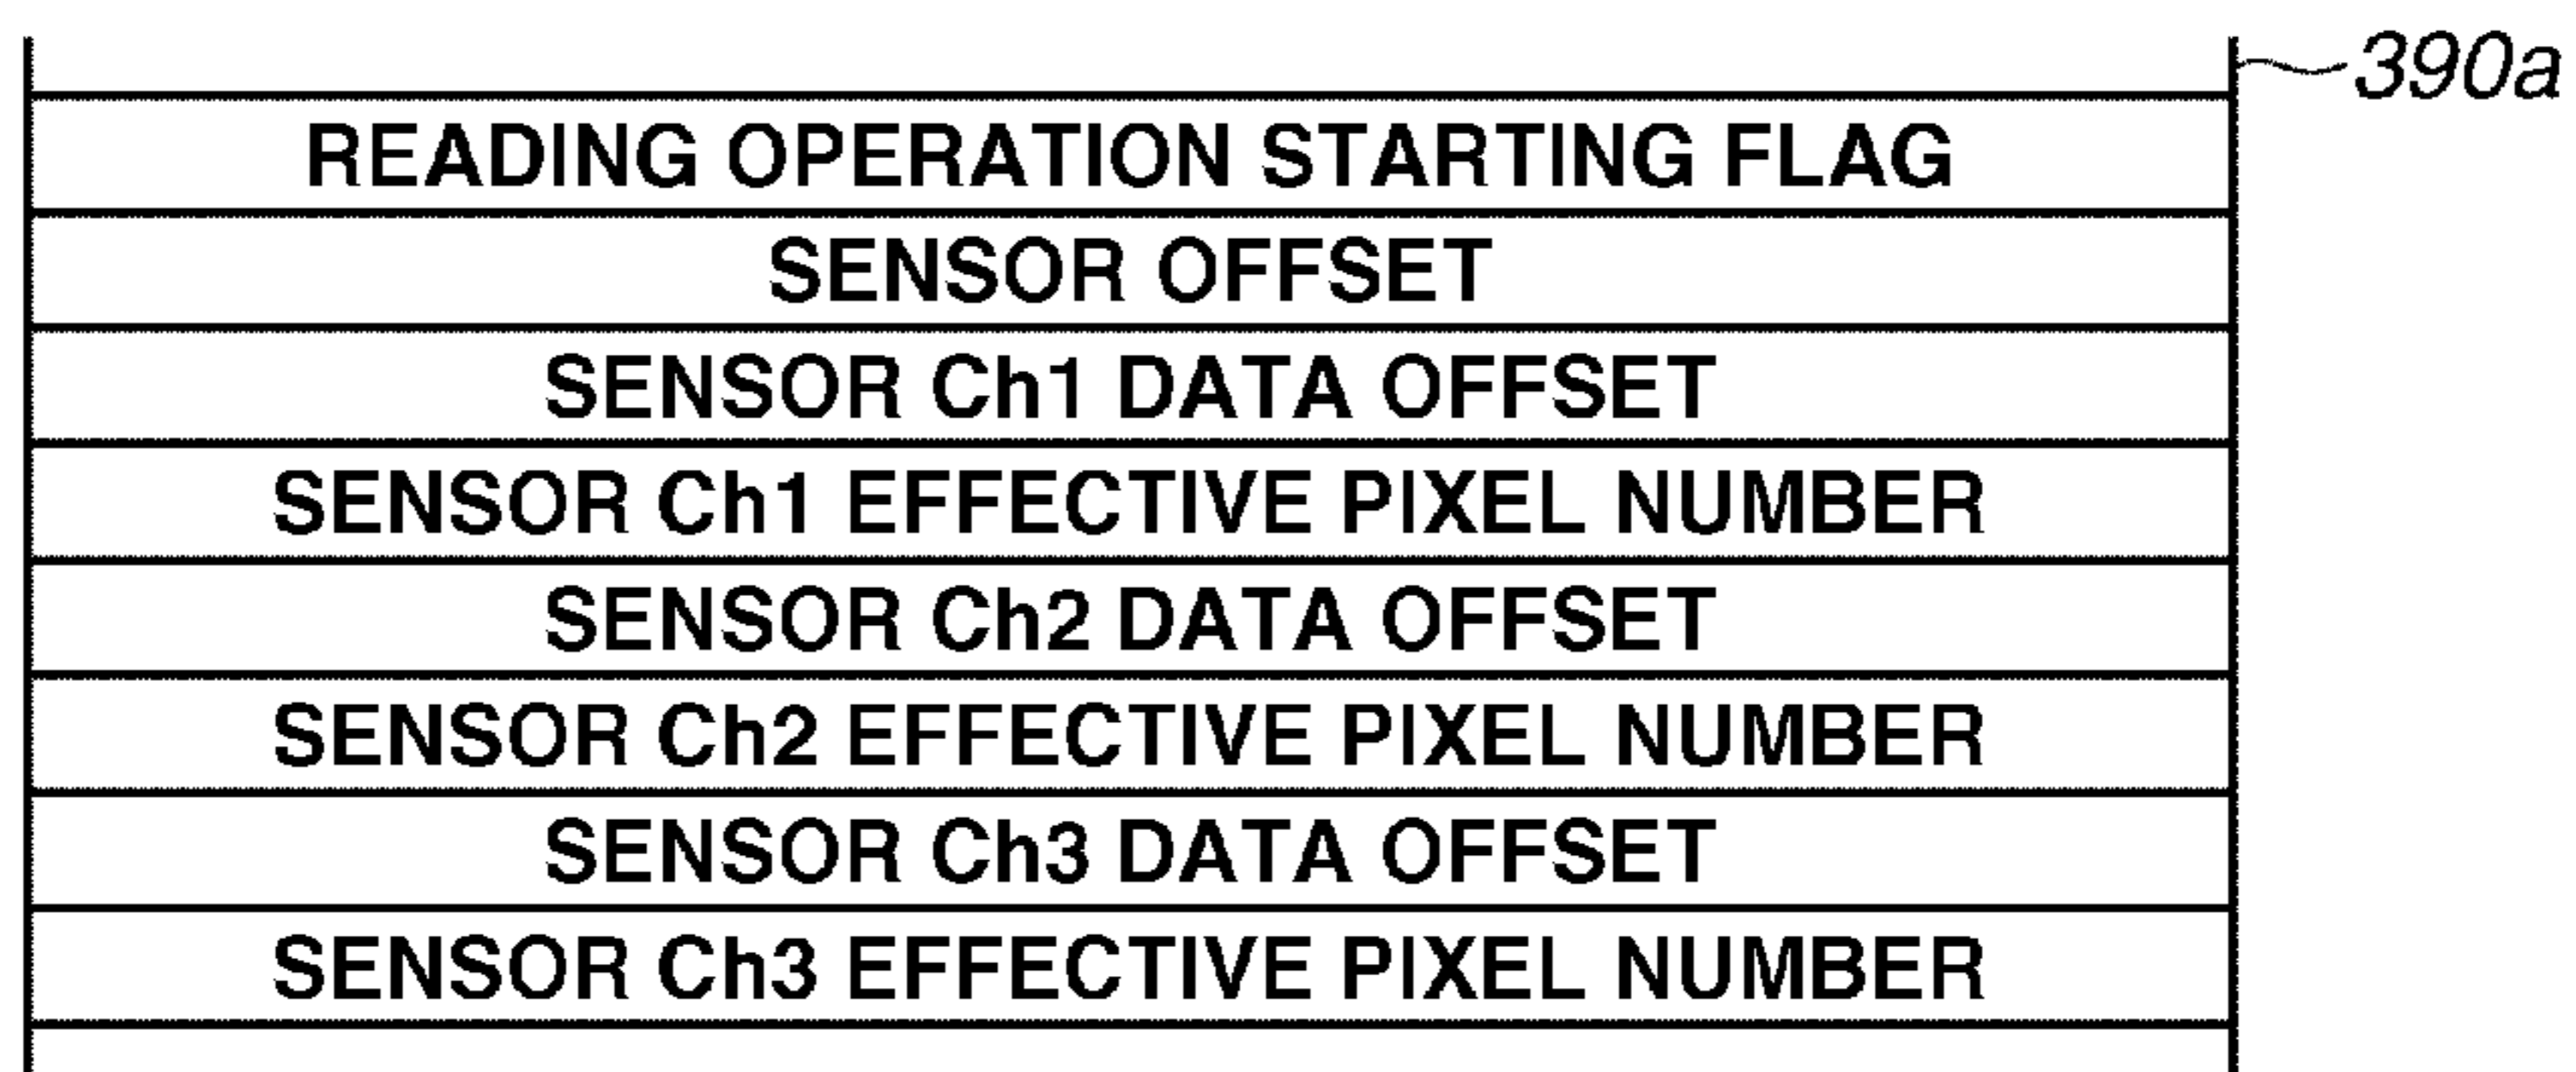 390a
READING OPERATION STARTING FLAG
SENSOR OFFSET
SENSOR Ch1 DATA OFFSET
SENSOR Ch1 EFFECTIVE PIXEL NUMBER
SENSOR Ch2 DATA OFFSET
SENSOR Ch2 EFFECTIVE PIXEL NUMBER
SENSOR Ch3 DATA OFFSET
SENSOR Ch3 EFFECTIVE PIXEL NUMBER